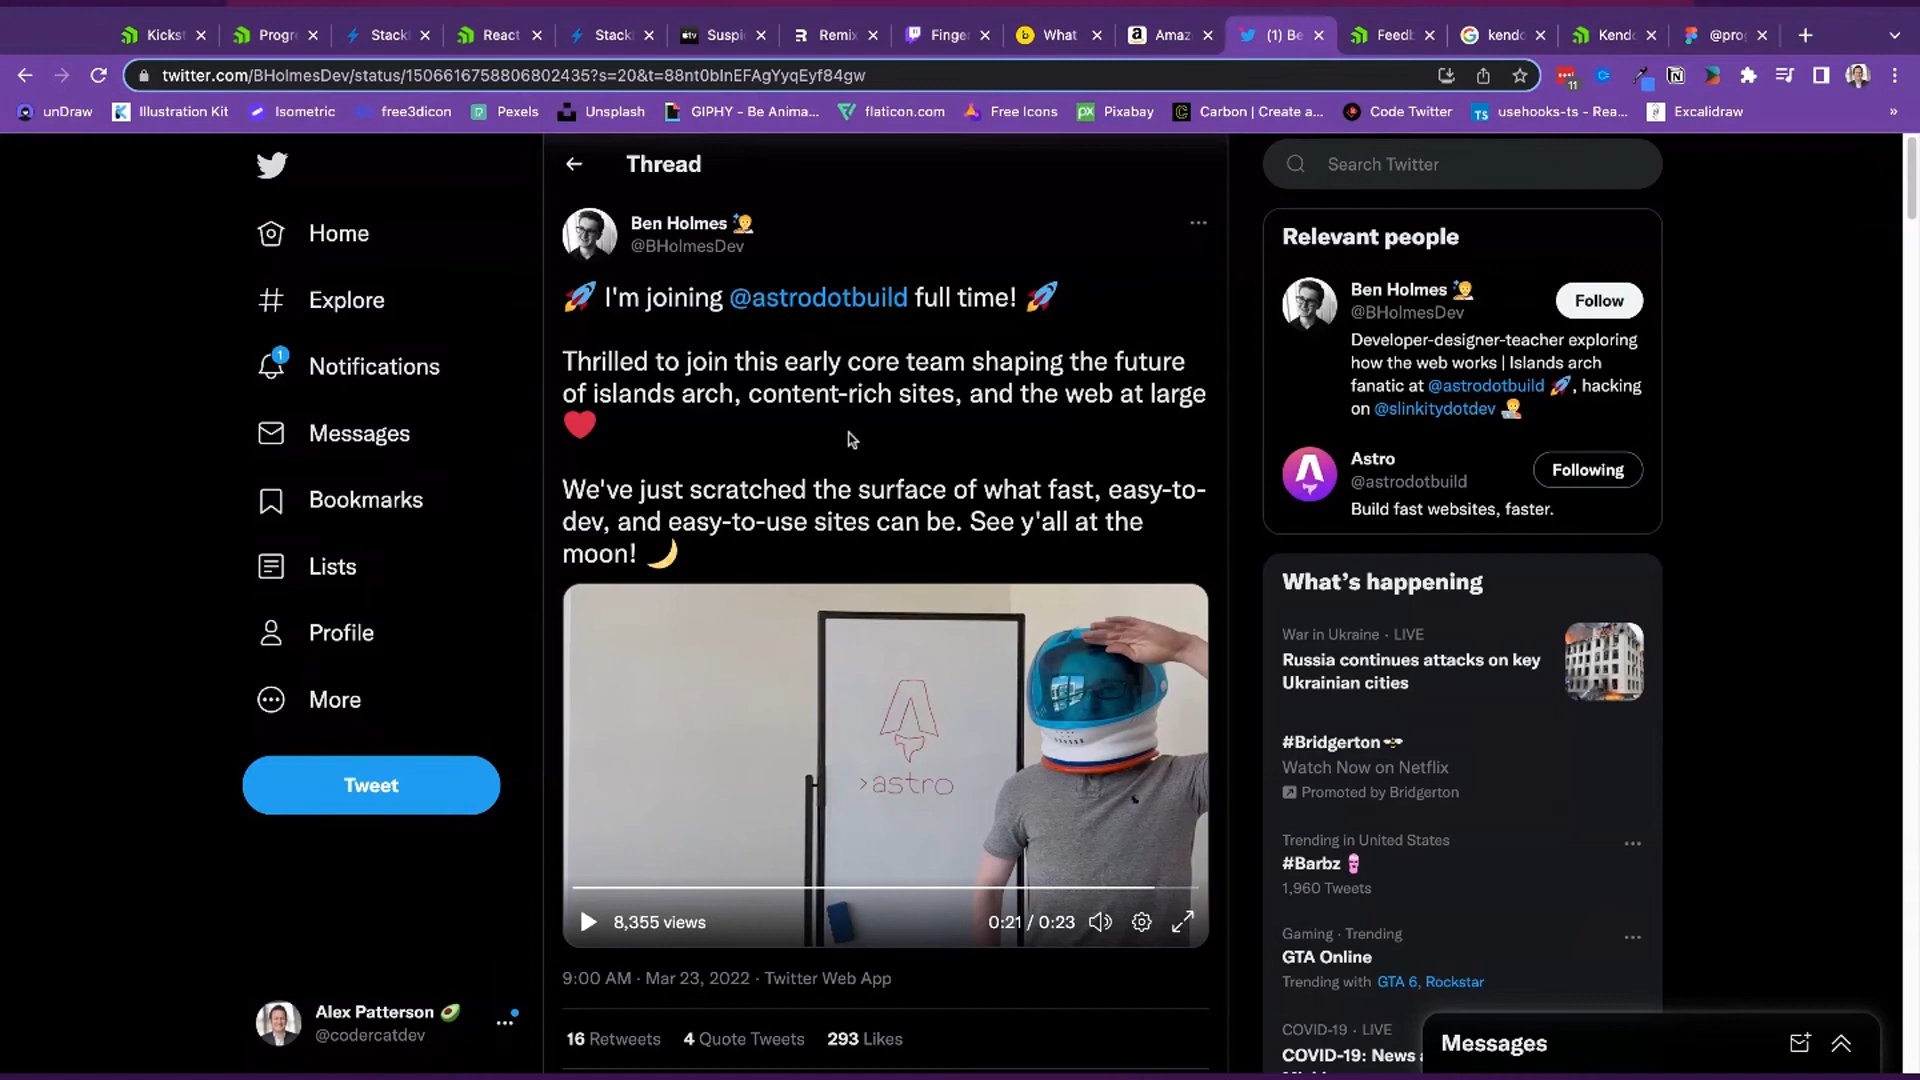 Kickst
Progr
Stack
React
Stack
Suspi
Remix
Finger
What
Amaz
(1) Be
Feedb
kendo
Kendo
@prog
twitter.com/BHolmesDev/status/1506616758806802435?s=20&t=88nt0bInEFAgYyqEyf84gw
11
unDraw
Illustration Kit
Isometric
free3dicon
Pexels
Unsplash
GIPHY - Be Anima...
flaticon.com
Free Icons
px Pixabay
Carbon | Create a...
Code Twitter
TS usehooks-ts - Rea...
Excalidraw
»
Home
Explore
1
Notifications
Messages
Bookmarks
Lists
Profile
More
Tweet
Alex Patterson 🥑
@codercatdev
Thread
Ben Holmes
@BHolmesDev
🚀 I'm joining @astrodotbuild full time! 🚀
Thrilled to join this early core team shaping the future
of islands arch, content-rich sites, and the web at large
❤️
We've just scratched the surface of what fast, easy-to-
dev, and easy-to-use sites can be. See y'all at the
moon! 🌙
>astro
8,355 views
0:21 / 0:23
9:00 AM · Mar 23, 2022 · Twitter Web App
16 Retweets 4 Quote Tweets 293 Likes
Search Twitter
Relevant people
Ben Holmes
@BHolmesDev
Follow
Developer-designer-teacher exploring
how the web works | Islands arch
fanatic at @astrodotbuild 🚀, hacking
on @slinkitydotdev
Astro
@astrodotbuild
Following
Build fast websites, faster.
What's happening
War in Ukraine · LIVE
Russia continues attacks on key
Ukrainian cities
#Bridgerton
Watch Now on Netflix
Promoted by Bridgerton
Trending in United States
#Barbz
1,960 Tweets
Gaming · Trending
GTA Online
Trending with GTA 6, Rockstar
COVID-19 · LIVE
COVID-19: News
Messages